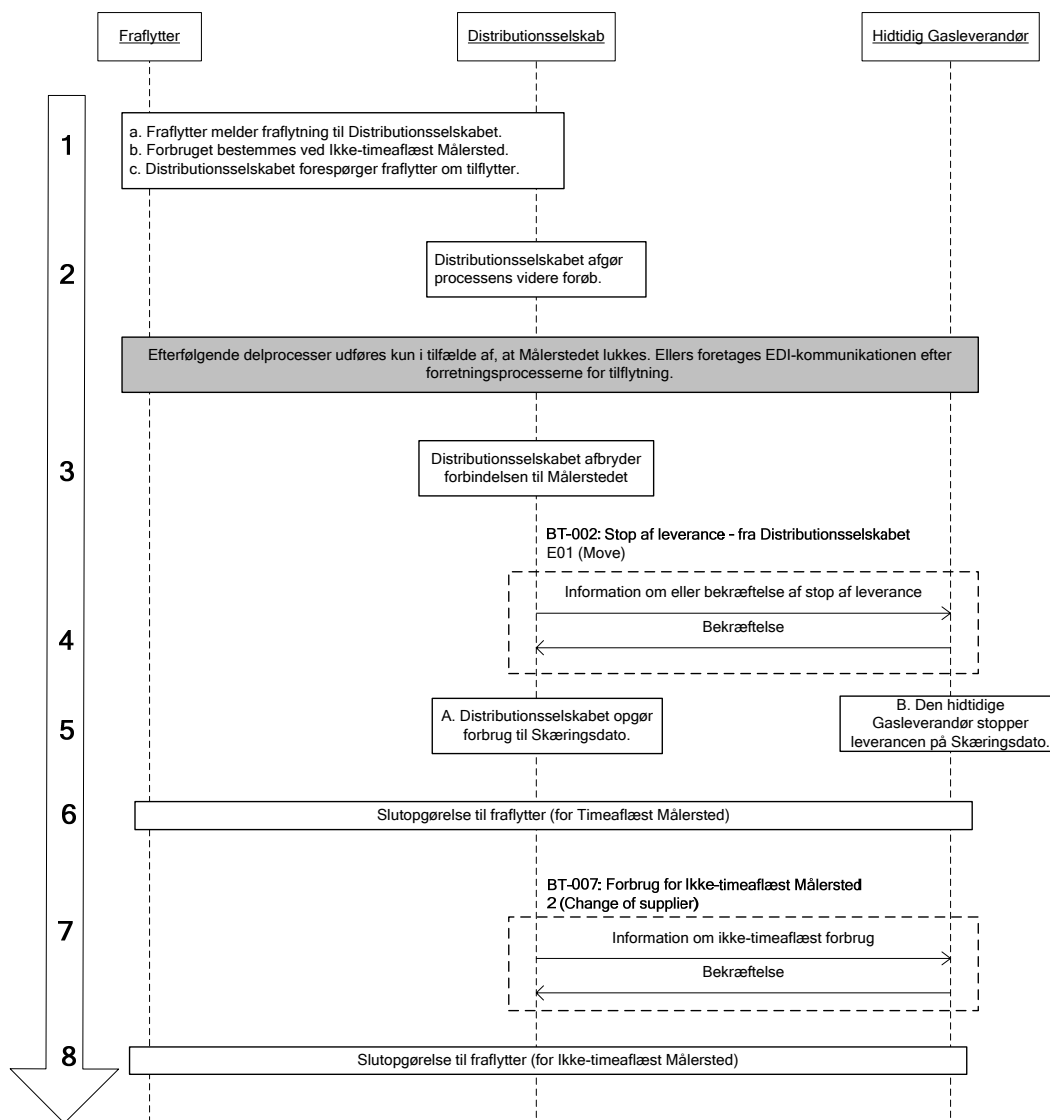 Fraflytter
Distributionsselskab
Hidtidig Gasleverandør
1
a. Fraflytter melder fraflytning til Distributionsselskabet.
b. Forbruget bestemmes ved Ikke-timeaflæst Målersted.
c. Distributionsselskabet forespørger fraflytter om tilflytter.
2
Distributionsselskabet afgør
processens videre forøb.
Efterfølgende delprocesser udføres kun i tilfælde af, at Målerstedet lukkes. Ellers foretages EDI-kommunikationen efter
forretningsprocesserne for tilflytning.
3
Distributionsselskabet afbryder
forbindelsen til Målerstedet
BT-002: Stop af leverance - fra Distributionsselskabet
E01 (Move)
Information om eller bekræftelse af stop af leverance
4
Bekræftelse
5
A. Distributionsselskabet opgør
forbrug til Skæringsdato.
B. Den hidtidige
Gasleverandør stopper
leverancen på Skæringsdato.
6
Slutopgørelse til fraflytter (for Timeaflæst Målersted)
BT-007: Forbrug for Ikke-timeaflæst Målersted
2 (Change of supplier)
7
Information om ikke-timeaflæst forbrug
Bekræftelse
8
Slutopgørelse til fraflytter (for Ikke-timeaflæst Målersted)